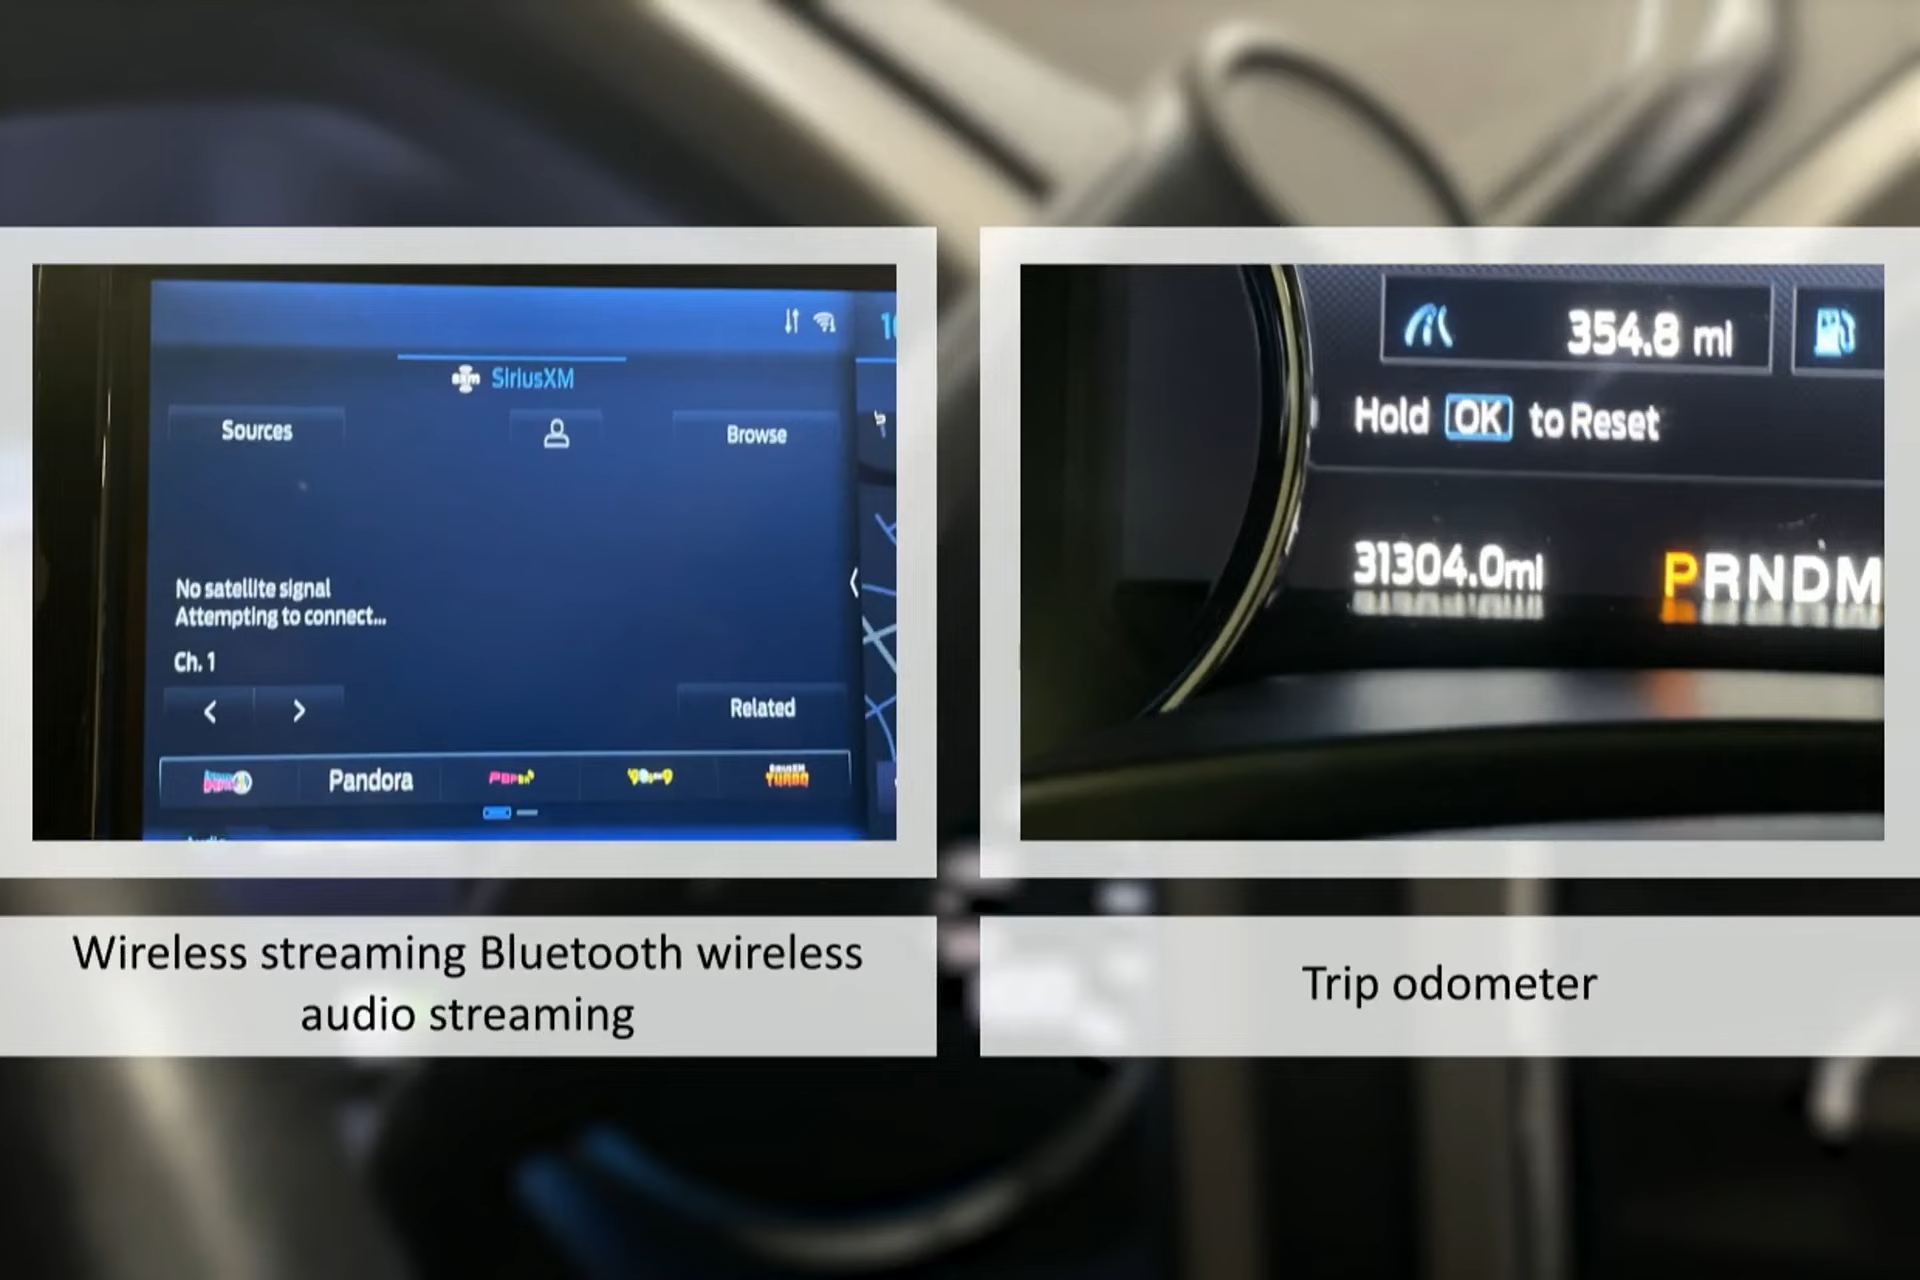 SiriusXM
Sources
Browse
No satellite signal
Attempting to connect...
Ch. 1
< >
Related
Pandora
TURBO
354.8 mi
Hold OK to Reset
31304.0mi
PRNDM
Wireless streaming Bluetooth wireless
audio streaming
Trip odometer